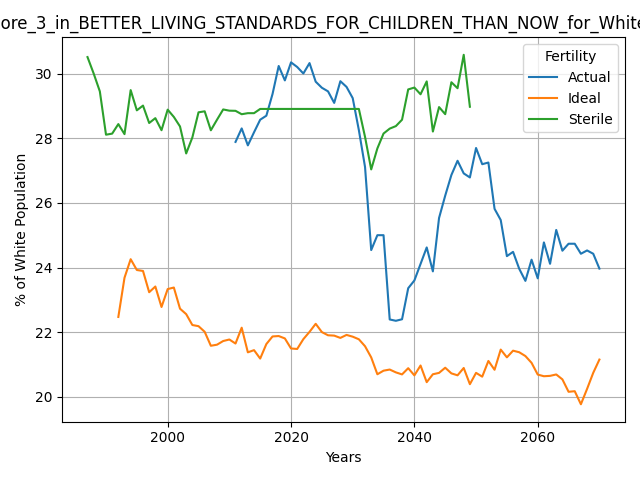 ore_3_in_BETTER_LIVING_STANDARDS_FOR_CHILDREN_THAN_NOW_for_White
Fertility
Actual
Ideal
Sterile
% of White Population
30
28
26
24
22
20
2000
2020
2040
2060
Years